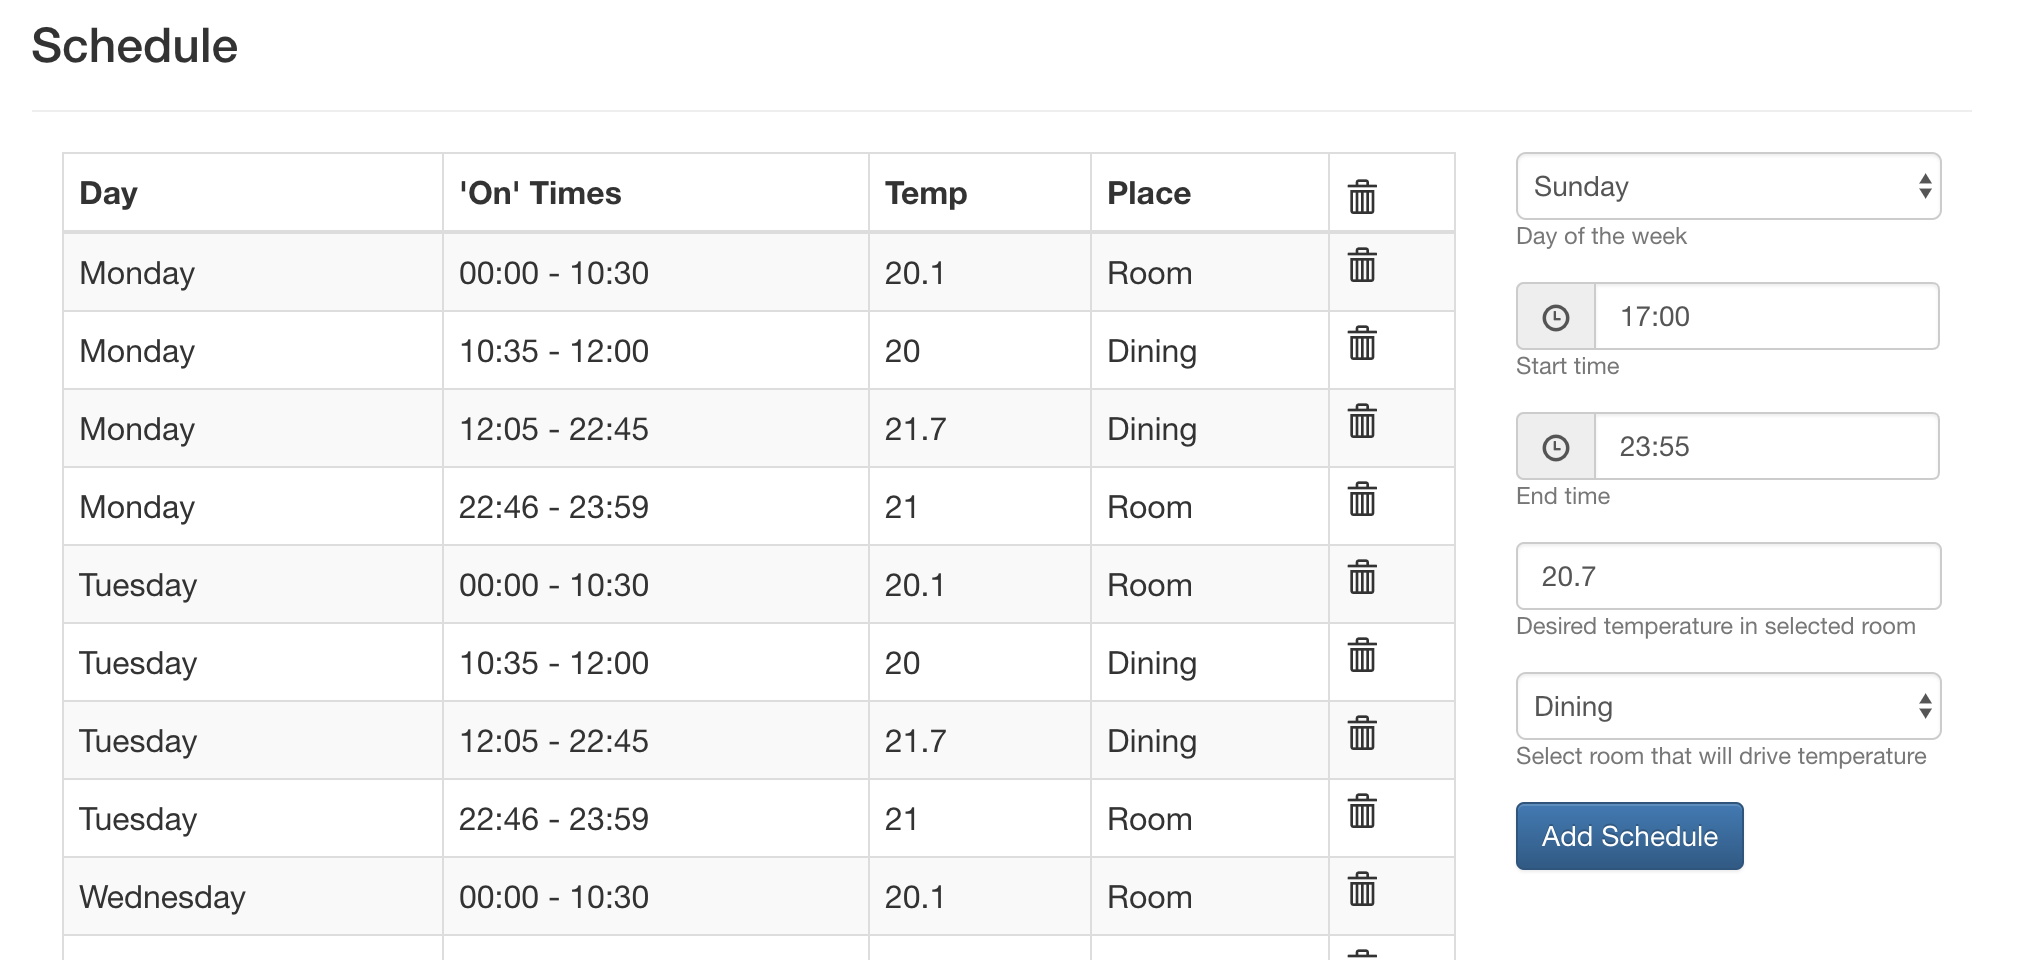 Schedule
Day 'On' Times Temp Place
Monday 00:00 - 10:30 20.1 Room
Monday 10:35 - 12:00 20 Dining
Monday 12:05 - 22:45 21.7 Dining
Monday 22:46 - 23:59 21 Room
Tuesday 00:00 - 10:30 20.1 Room
Tuesday 10:35 - 12:00 20 Dining
Tuesday 12:05 - 22:45 21.7 Dining
Tuesday 22:46 - 23:59 21 Room
Wednesday 00:00 - 10:30 20.1 Room
Sunday
Day of the week
17:00
Start time
23:55
End time
20.7
Desired temperature in selected room
Dining
Select room that will drive temperature
Add Schedule